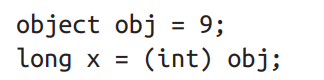 object obj = 9;
long x = (int) obj;